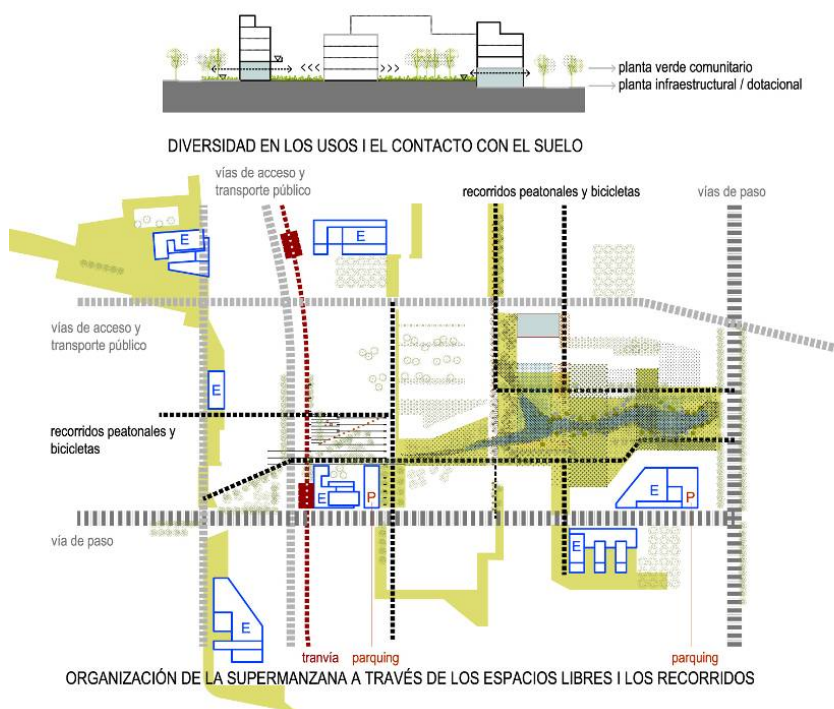 planta verde comunitario
planta infraestructural / dotacional
DIVERSIDAD EN LOS USOS I EL CONTACTO CON EL SUELO
vías de acceso y
transporte público
recorridos peatonales y bicicletas
vías de paso
E
E
vías de acceso y
transporte público
E
recorridos peatonales y
bicicletas
E
P
E
P
vía de paso
E
E
tranvía
parquing
parquing
ORGANIZACIÓN DE LA SUPERMANZANA A TRAVÉS DE LOS ESPACIOS LIBRES I LOS RECORRIDOS